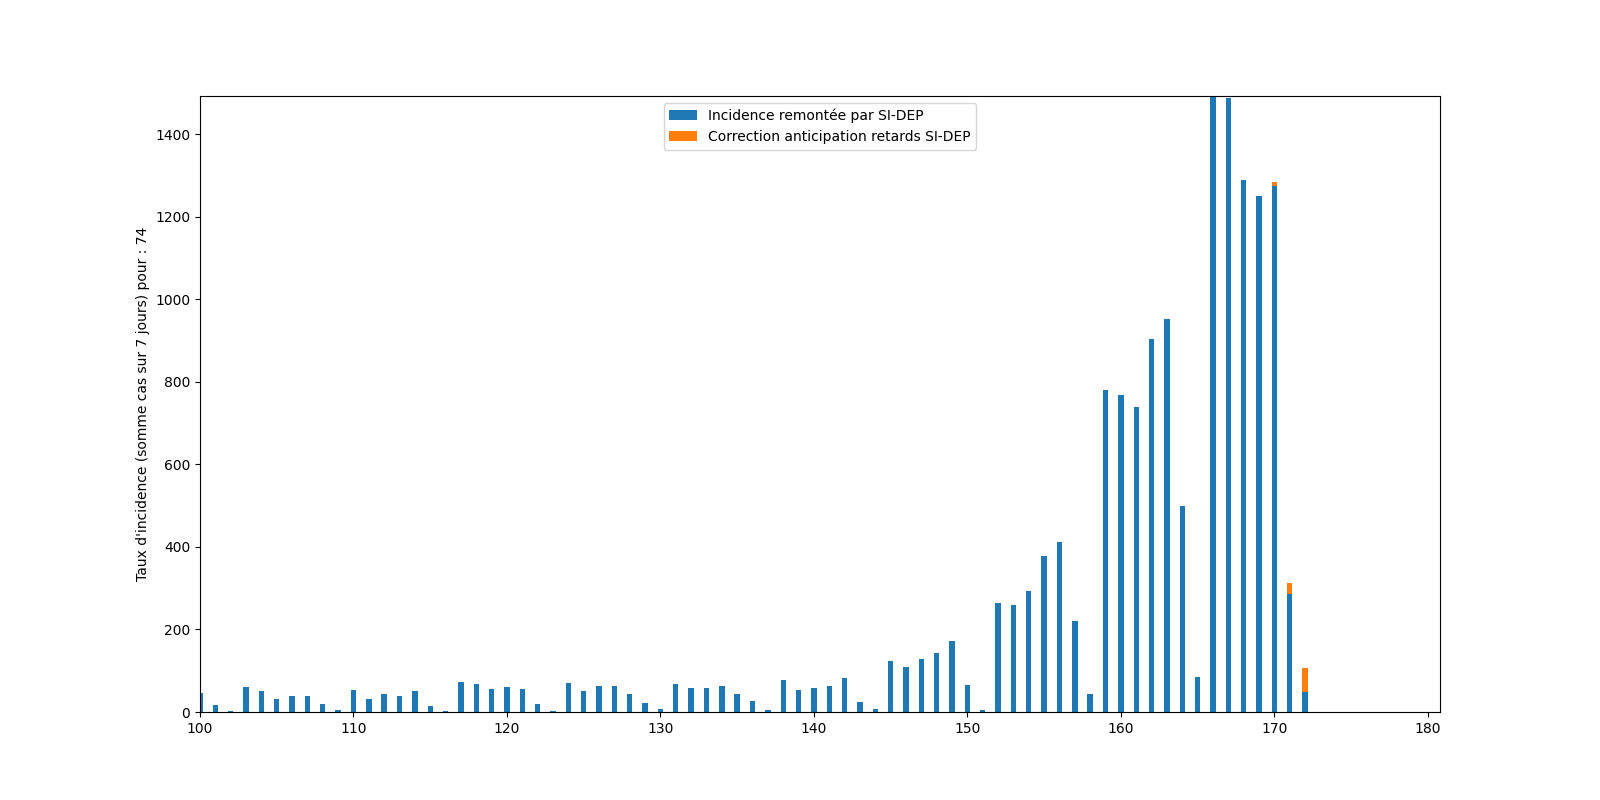 Incidence remontée par SI-DEP
Correction anticipation retards SI-DEP
Taux d'incidence (somme cas sur 7 jours) pour : 74
1400
1200
1000
800
600
400
200
0
100 110 120 130 140 150 160 170 180